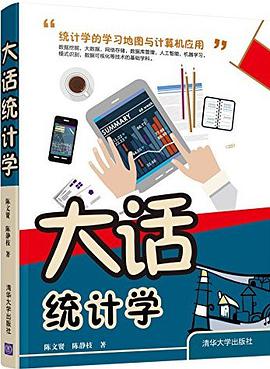 统计学的学习地图与计算机应用
数据挖掘，大数据，网络存储，数据库管理，人工智能，机器学习，
模式识别，数据可视化等技术的基础学科。
SUMMARY
大话
统计学
陈文贤 陈静枝 著
清华大学出版社
大话统计学
陈文贤 陈静枝 著
清华大学出版社